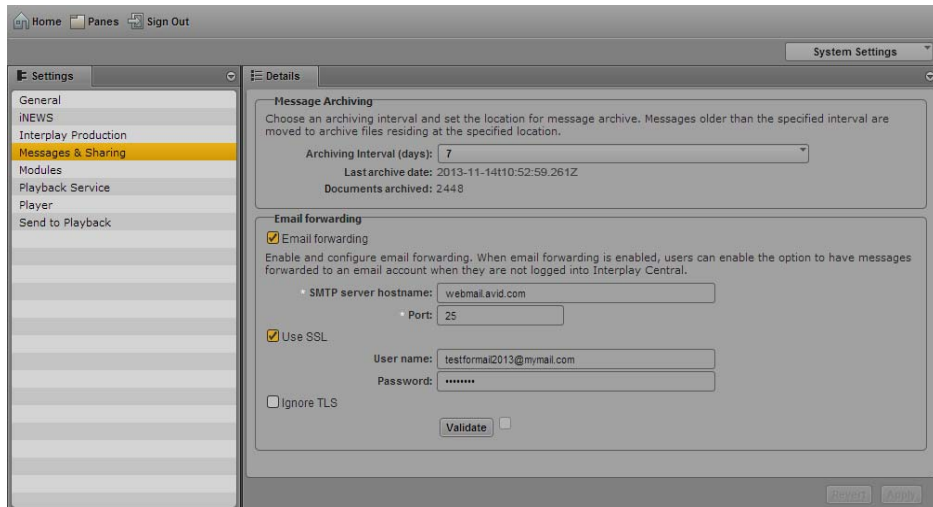 Home Panes Sign Out
System Settings
Settings
General
iNEWS
Interplay Production
Messages & Sharing
Modules
Playback Service
Player
Send to Playback
Details
Message Archiving
Choose an archiving interval and set the location for message archive. Messages older than the specified interval are
moved to archive files residing at the specified location.
Archiving Interval (days): 7
Last archive date: 2013-11-14t10:52:59.261Z
Documents archived: 2448
Email forwarding
Email forwarding
Enable and configure email forwarding. When email forwarding is enabled, users can enable the option to have messages
forwarded to an email account when they are not logged into Interplay Central.
* SMTP server hostname: webmail.avid.com
* Port: 25
Use SSL
User name: testformail2013@mymail.com
Password: ••••••••
Ignore TLS
Validate
Revert Apply